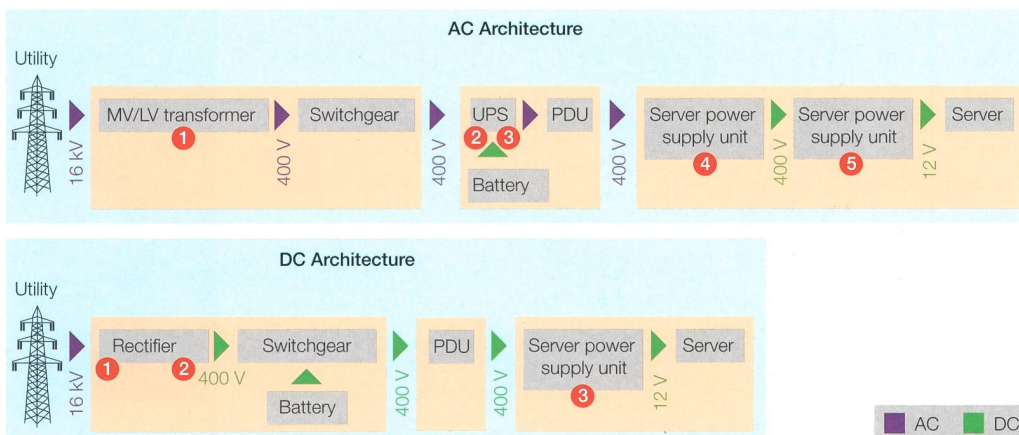 AC Architecture
Utility
16 kV
MV/LV transformer
1
400 V
Switchgear
400 V
UPS
2 3
Battery
PDU
400 V
Server power
supply unit
4
400 V
Server power
supply unit
5
12 V
Server
DC Architecture
Utility
16 kV
Rectifier
1 2
400 V
Switchgear
Battery
400 V
PDU
400 V
Server power
supply unit
3
12 V
Server
AC DC